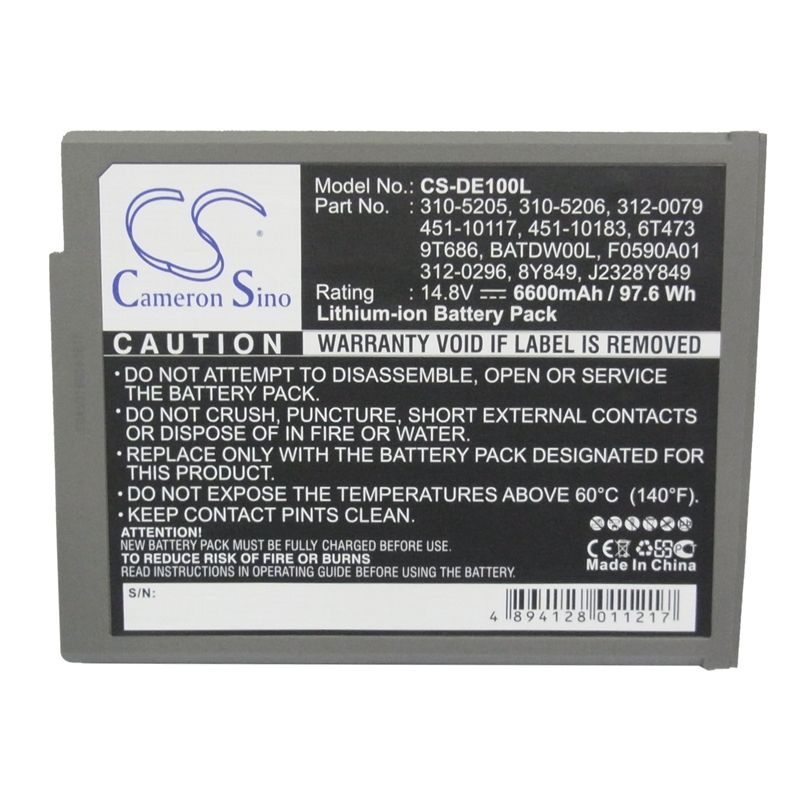 CS
Cameron Sino
Model No.: CS-DE100L
Part No. : 310-5205, 310-5206, 312-0079
451-10117, 451-10183, 6T473
9T686, BATDW00L, F0590A01
312-0296, 8Y849, J2328Y849
Rating : 14.8V 6600mAh / 97.6 Wh
Lithium-ion Battery Pack
CAUTION WARRANTY VOID IF LABEL IS REMOVED
•DO NOT ATTEMPT TO DISASSEMBLE, OPEN OR SERVICE
THE BATTERY PACK.
•DO NOT CRUSH, PUNCTURE, SHORT EXTERNAL CONTACTS
OR DISPOSE OF IN FIRE OR WATER.
•REPLACE ONLY WITH THE BATTERY PACK DESIGNATED FOR
THIS SYSTEM.
•DO NOT EXPOSE THE TEMPERATURES ABOVE 60°C (140°F).
•KEEP CONTACT PINTS CLEAN.
ATTENTION!
NEW BATTERY PACK MUST BE FULLY CHARGED BEFORE USE
TO REDUCE RISK OF FIRE OR BURNS
READ INSTRUCTIONS IN OPERATING GUIDE BEFORE USING THE BATTERY.
Made In China
S/N:
4 894128 011217